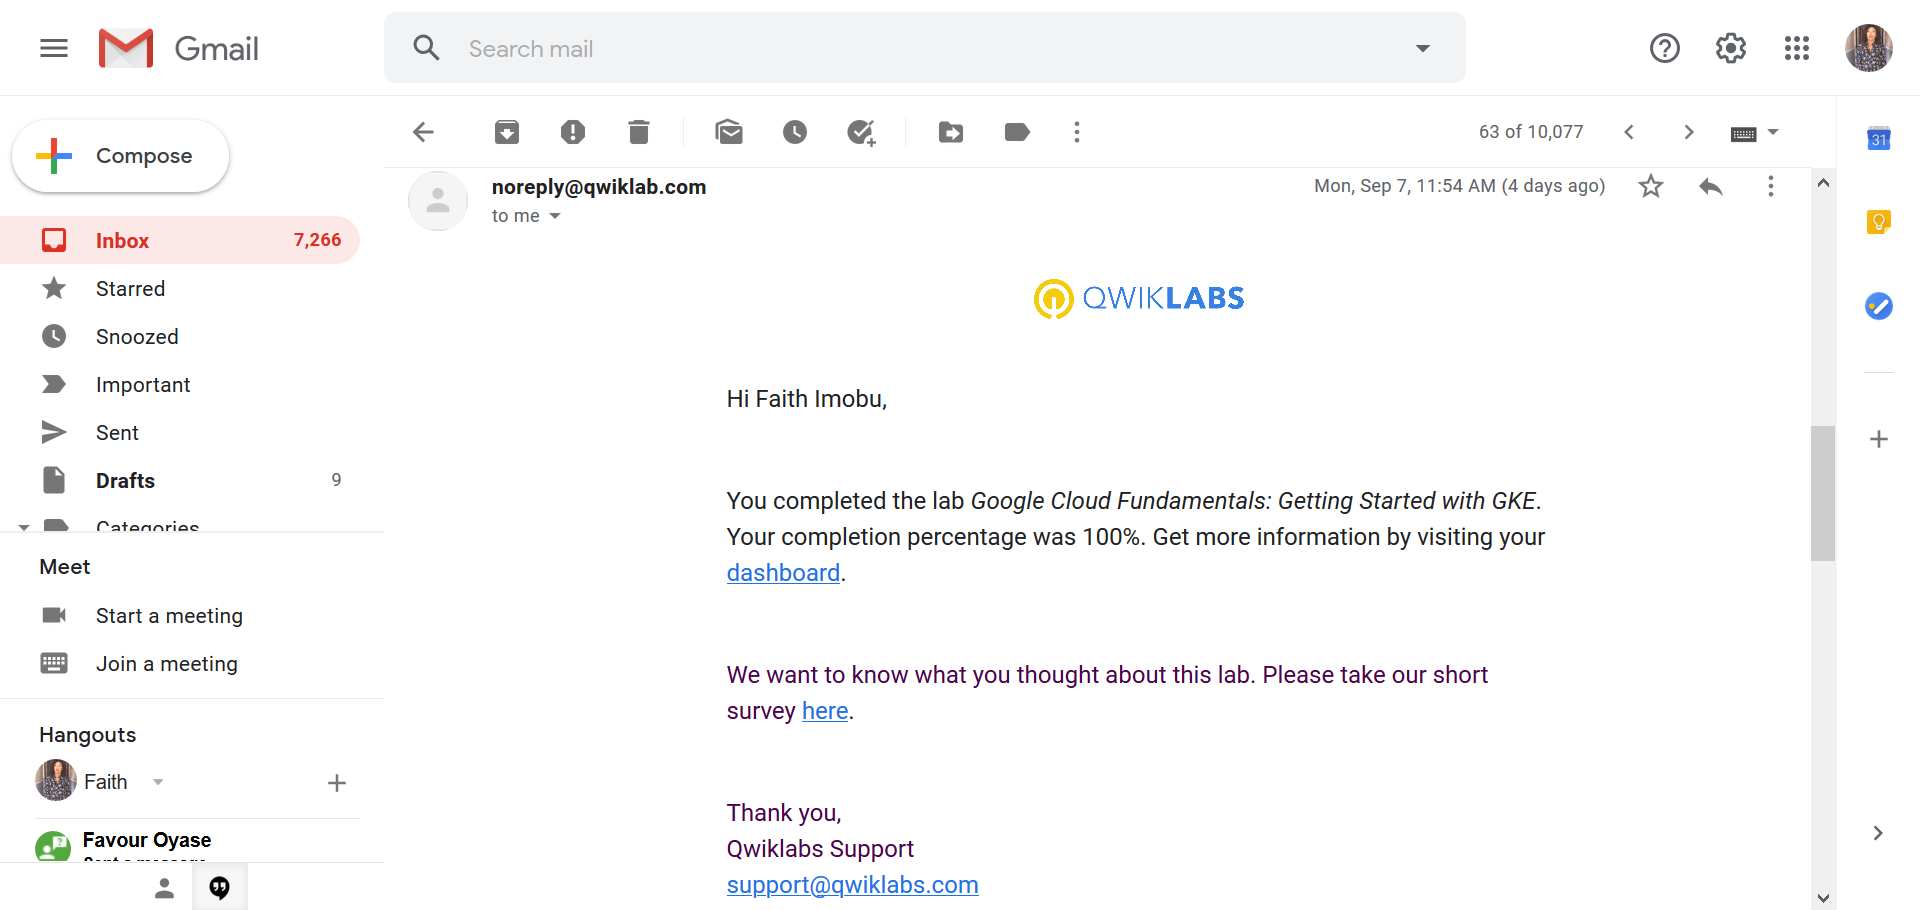 Gmail
Search mail
Compose
63 of 10,077
31
Inbox 7,266
Starred
Snoozed
Important
Sent
Drafts 9
Categories
Meet
Start a meeting
Join a meeting
Hangouts
Faith
Favour Oyase
noreply@qwiklab.com
Mon, Sep 7, 11:54 AM (4 days ago)
to me
QWIKLABS
Hi Faith Imobu,
You completed the lab Google Cloud Fundamentals: Getting Started with GKE.
Your completion percentage was 100%. Get more information by visiting your
dashboard.
We want to know what you thought about this lab. Please take our short
survey here.
Thank you,
Qwiklabs Support
support@qwiklabs.com